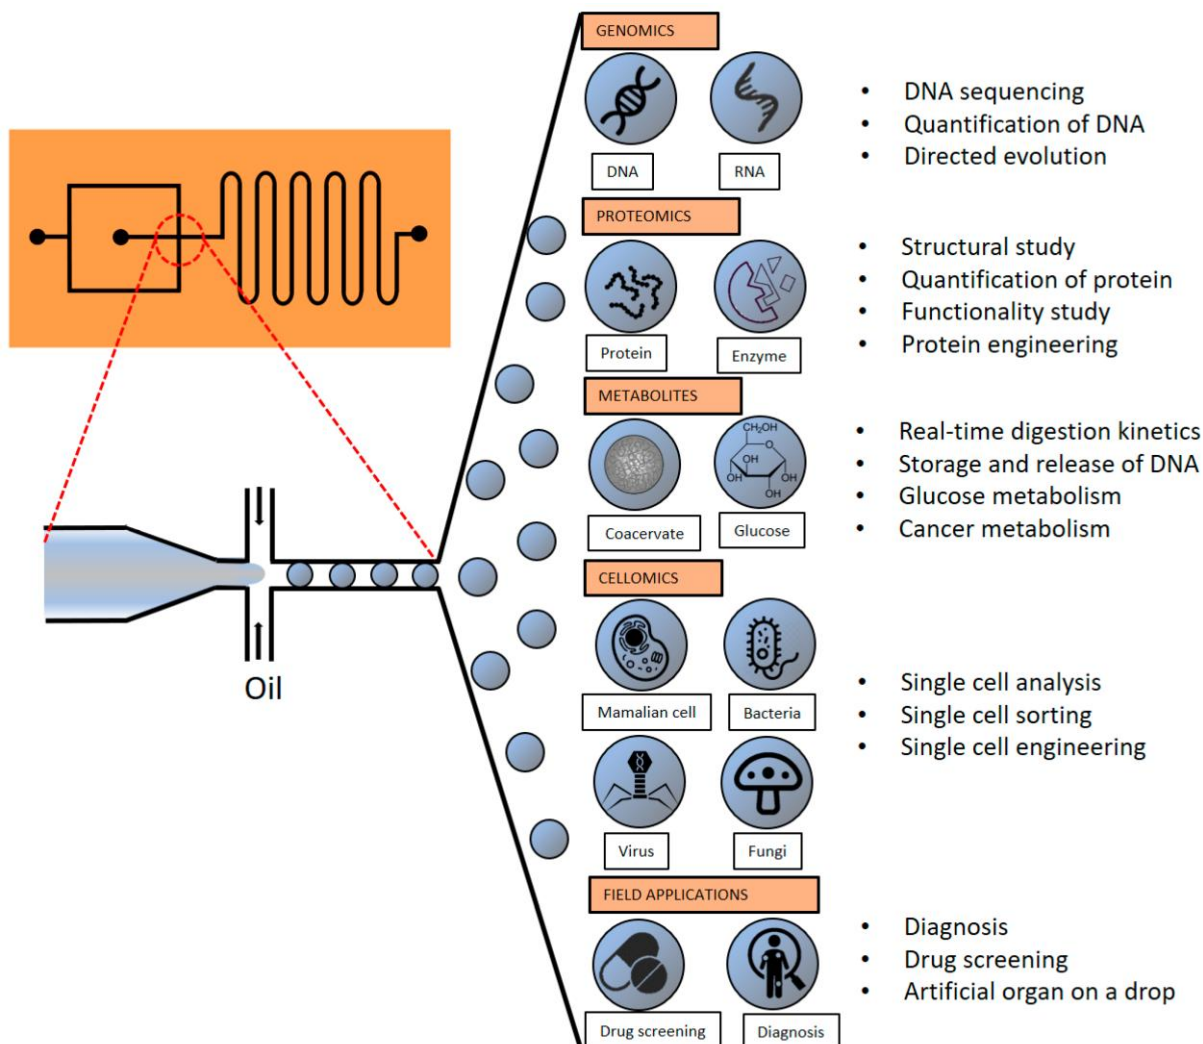 GENOMICS
DNA
RNA
• DNA sequencing
• Quantification of DNA
• Directed evolution
PROTEOMICS
Protein
Enzyme
• Structural study
• Quantification of protein
• Functionality study
• Protein engineering
METABOLITES
CH₂OH
O
OH
OH
OH
OH
Coacervate
Glucose
• Real-time digestion kinetics
• Storage and release of DNA
• Glucose metabolism
• Cancer metabolism
Oil
CELLOMICS
Mamalian cell
Bacteria
Virus
Fungi
• Single cell analysis
• Single cell sorting
• Single cell engineering
FIELD APPLICATIONS
Drug screening
Diagnosis
• Diagnosis
• Drug screening
• Artificial organ on a drop